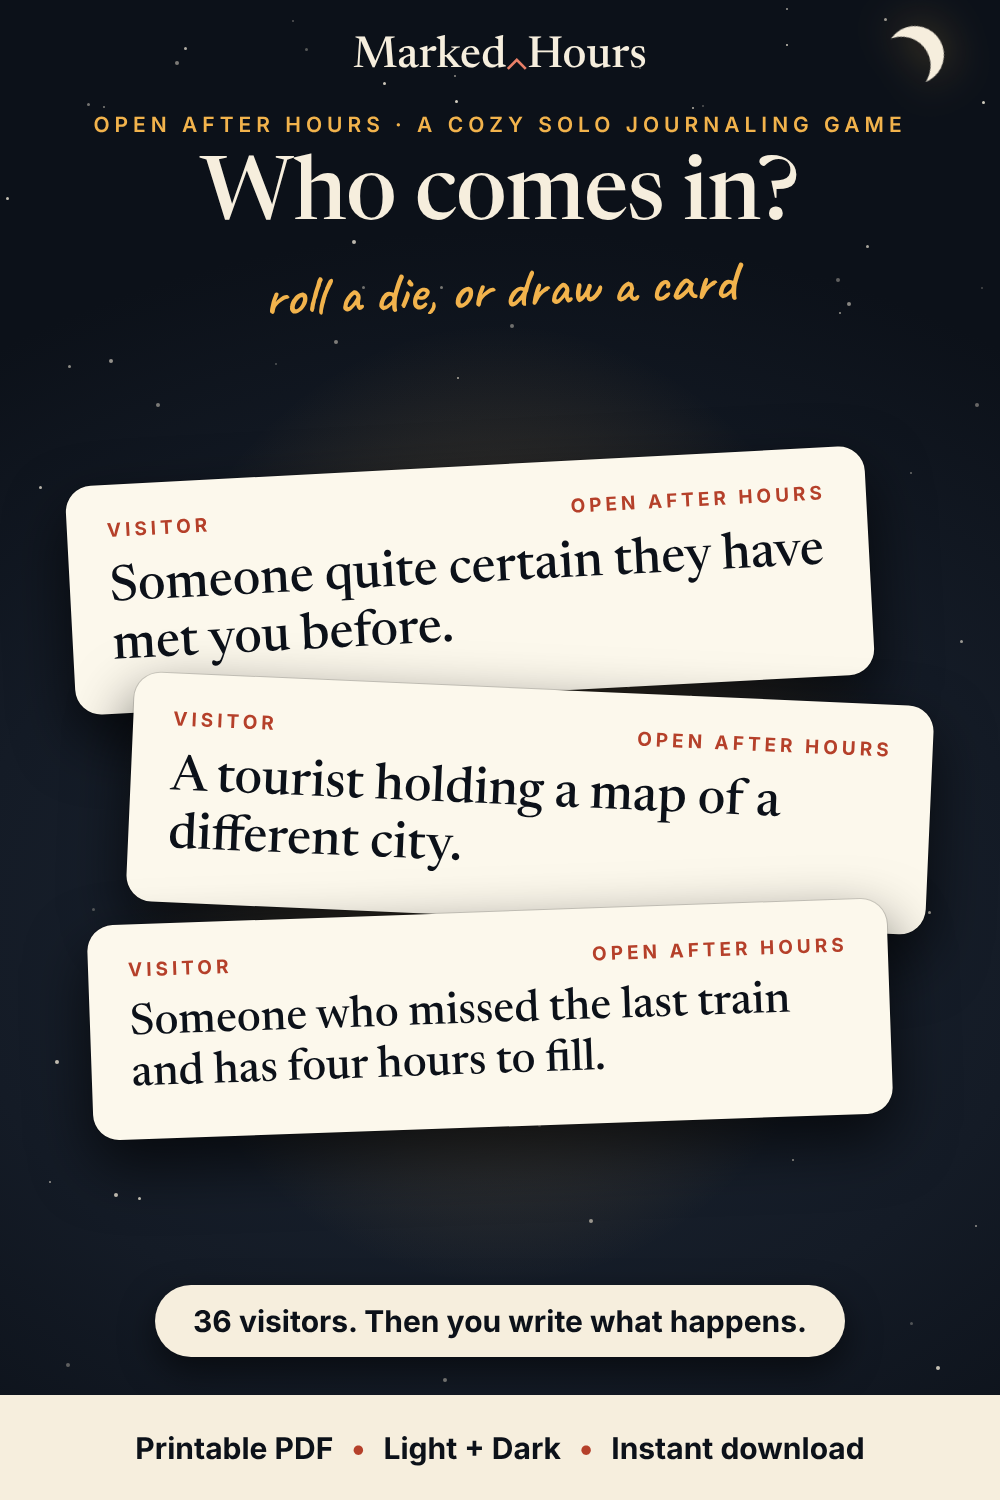 Marked‸Hours
OPEN AFTER HOURS · A COZY SOLO JOURNALING GAME
Who comes in?
roll a die, or draw a card
VISITOR
OPEN AFTER HOURS
Someone quite certain they have
met you before.
VISITOR
OPEN AFTER HOURS
A tourist holding a map of a
different city.
VISITOR
OPEN AFTER HOURS
Someone who missed the last train
and has four hours to fill.
36 visitors. Then you write what happens.
Printable PDF • Light + Dark • Instant download